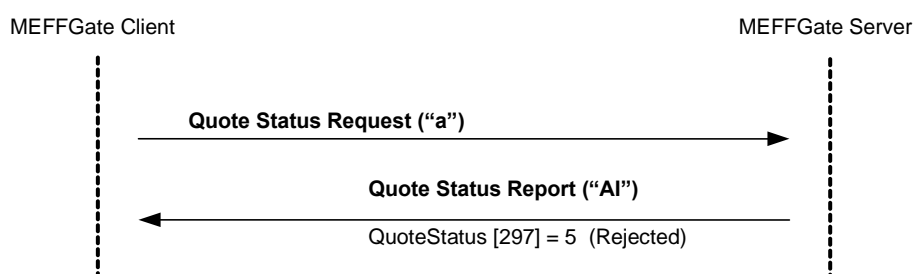 MEFFGate Client
MEFFGate Server
Quote Status Request (“a”)
Quote Status Report (“AI”)
QuoteStatus [297] = 5  (Rejected)